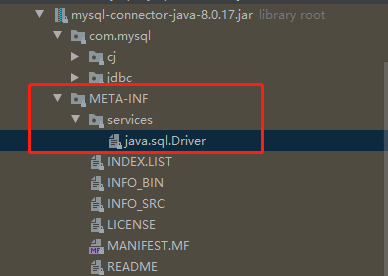 mysql-connector-java-8.0.17.jar library root
com.mysql
cj
jdbc
META-INF
services
java.sql.Driver
INDEX.LIST
INFO_BIN
INFO_SRC
LICENSE
MF MANIFEST.MF
README